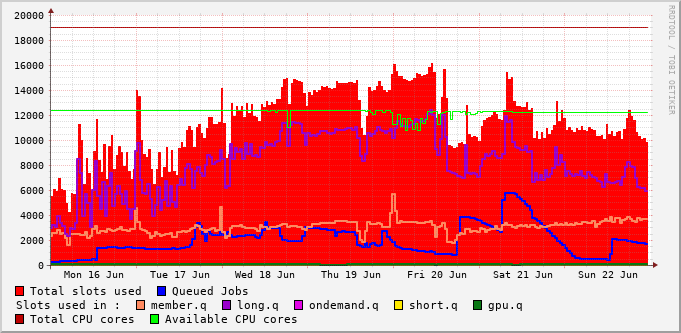 20000
18000
16000
14000
12000
10000
8000
6000
4000
2000
0
Mon 16 Jun Tue 17 Jun Wed 18 Jun Thu 19 Jun Fri 20 Jun Sat 21 Jun Sun 22 Jun
RRDTOOL / TOBI OETIKER
Total slots used Queued Jobs
Slots used in : member.q long.q ondemand.q short.q gpu.q
Total CPU cores Available CPU cores